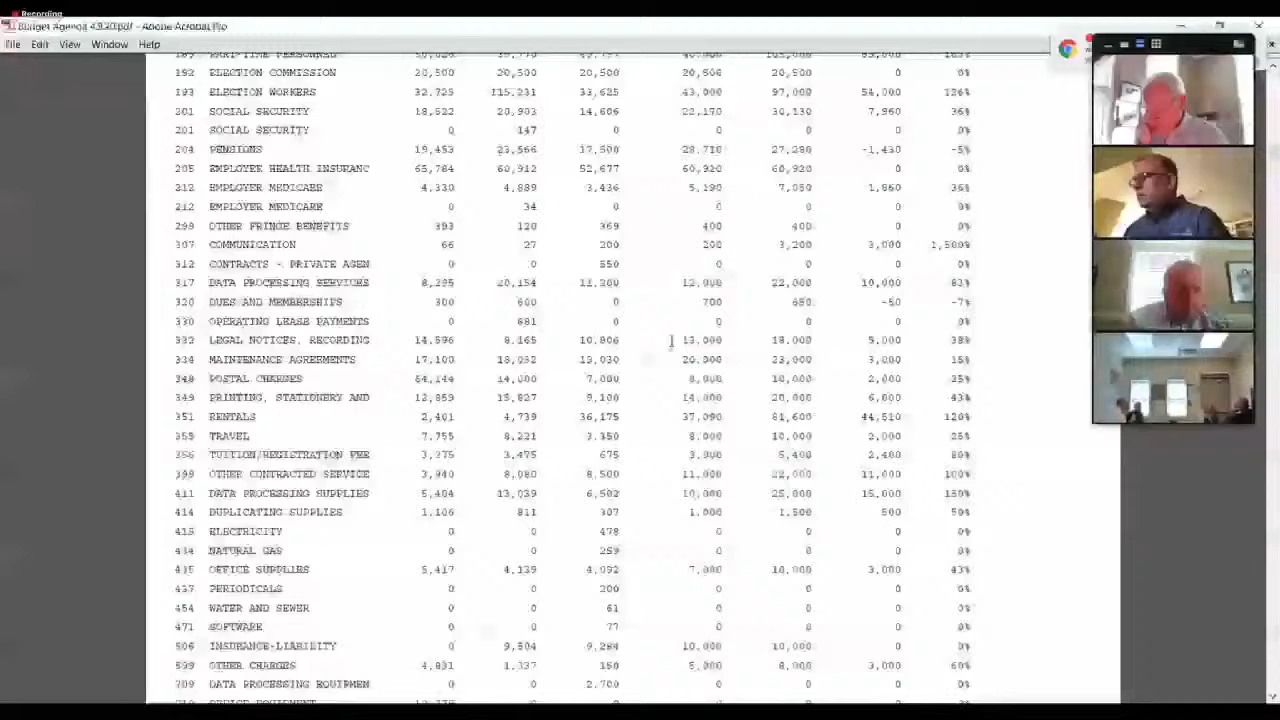 Recording
Budget Agenda 4.9.20.pdf - Adobe Acrobat Pro
File Edit View Window Help
192 ELECTION COMMISSION 20,500 20,500 20,500 20,500 20,500 0 0%
193 ELECTION WORKERS 32,725 115,231 33,625 43,000 97,000 54,000 126%
201 SOCIAL SECURITY 18,522 20,903 14,606 22,170 30,130 7,960 36%
201 SOCIAL SECURITY 0 147 0 0 0 0 0%
204 PENSIONS 19,453 23,566 17,500 28,710 27,280 -1,430 -5%
205 EMPLOYEE HEALTH INSURANC 65,784 60,912 52,677 60,920 60,920 0 0%
212 EMPLOYER MEDICARE 4,330 4,889 3,436 5,190 7,050 1,860 36%
212 EMPLOYER MEDICARE 0 34 0 0 0 0 0%
299 OTHER FRINGE BENEFITS 393 120 369 400 400 0 0%
307 COMMUNICATION 66 27 200 200 3,200 3,000 1,500%
312 CONTRACTS - PRIVATE AGEN 0 0 550 0 0 0 0%
317 DATA PROCESSING SERVICES 8,285 20,154 11,200 12,000 22,000 10,000 83%
320 DUES AND MEMBERSHIPS 300 600 0 700 650 -50 -7%
330 OPERATING LEASE PAYMENTS 0 681 0 0 0 0 0%
332 LEGAL NOTICES, RECORDING 14,596 8,165 10,806 13,000 18,000 5,000 38%
334 MAINTENANCE AGREEMENTS 17,100 18,032 13,030 20,000 23,000 3,000 15%
348 POSTAL CHARGES 64,144 14,000 7,000 8,000 10,000 2,000 25%
349 PRINTING, STATIONERY AND 12,859 15,827 9,100 14,000 20,000 6,000 43%
351 RENTALS 2,401 4,739 36,175 37,090 81,600 44,510 120%
355 TRAVEL 7,755 8,221 3,350 8,000 10,000 2,000 25%
356 TUITION/REGISTRATION FEE 3,275 3,475 675 3,000 5,400 2,400 80%
399 OTHER CONTRACTED SERVICE 3,940 8,080 8,500 11,000 22,000 11,000 100%
411 DATA PROCESSING SUPPLIES 5,404 13,039 6,502 10,000 25,000 15,000 150%
414 DUPLICATING SUPPLIES 1,106 811 307 1,000 1,500 500 50%
415 ELECTRICITY 0 0 478 0 0 0 0%
434 NATURAL GAS 0 0 259 0 0 0 0%
435 OFFICE SUPPLIES 5,417 4,139 4,092 7,000 10,000 3,000 43%
437 PERIODICALS 0 0 200 0 0 0 0%
454 WATER AND SEWER 0 0 61 0 0 0 0%
471 SOFTWARE 0 0 77 0 0 0 0%
506 INSURANCE-LIABILITY 0 9,504 9,284 10,000 10,000 0 0%
599 OTHER CHARGES 4,831 1,337 150 5,000 8,000 3,000 60%
709 DATA PROCESSING EQUIPMEN 0 0 2,700 0 0 0 0%